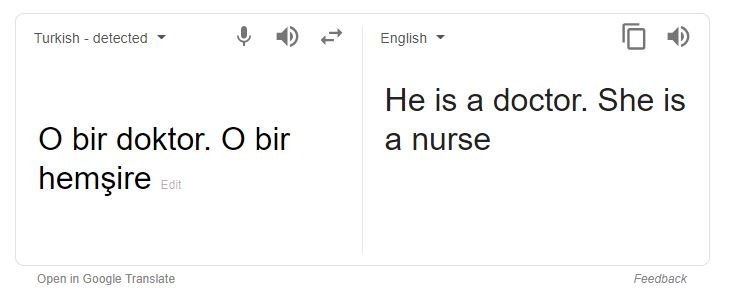 Turkish - detected
English
O bir doktor. O bir
hemşire Edit
He is a doctor. She is
a nurse
Open in Google Translate
Feedback